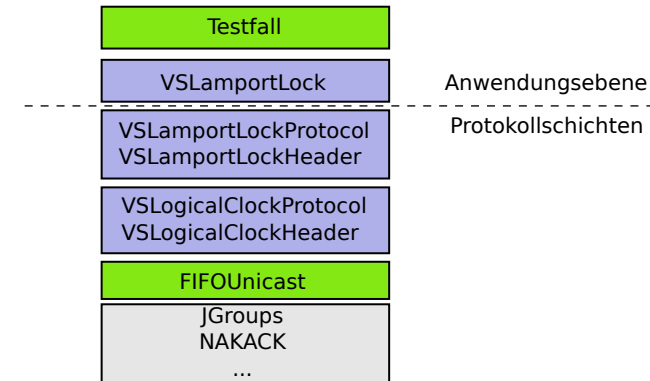 Testfall
VSLamportLock
Anwendungsebene
Protokollschichten
VSLamportLockProtocol
VSLamportLockHeader
VSLogicalClockProtocol
VSLogicalClockHeader
FIFOUnicast
JGroups
NAKACK
...